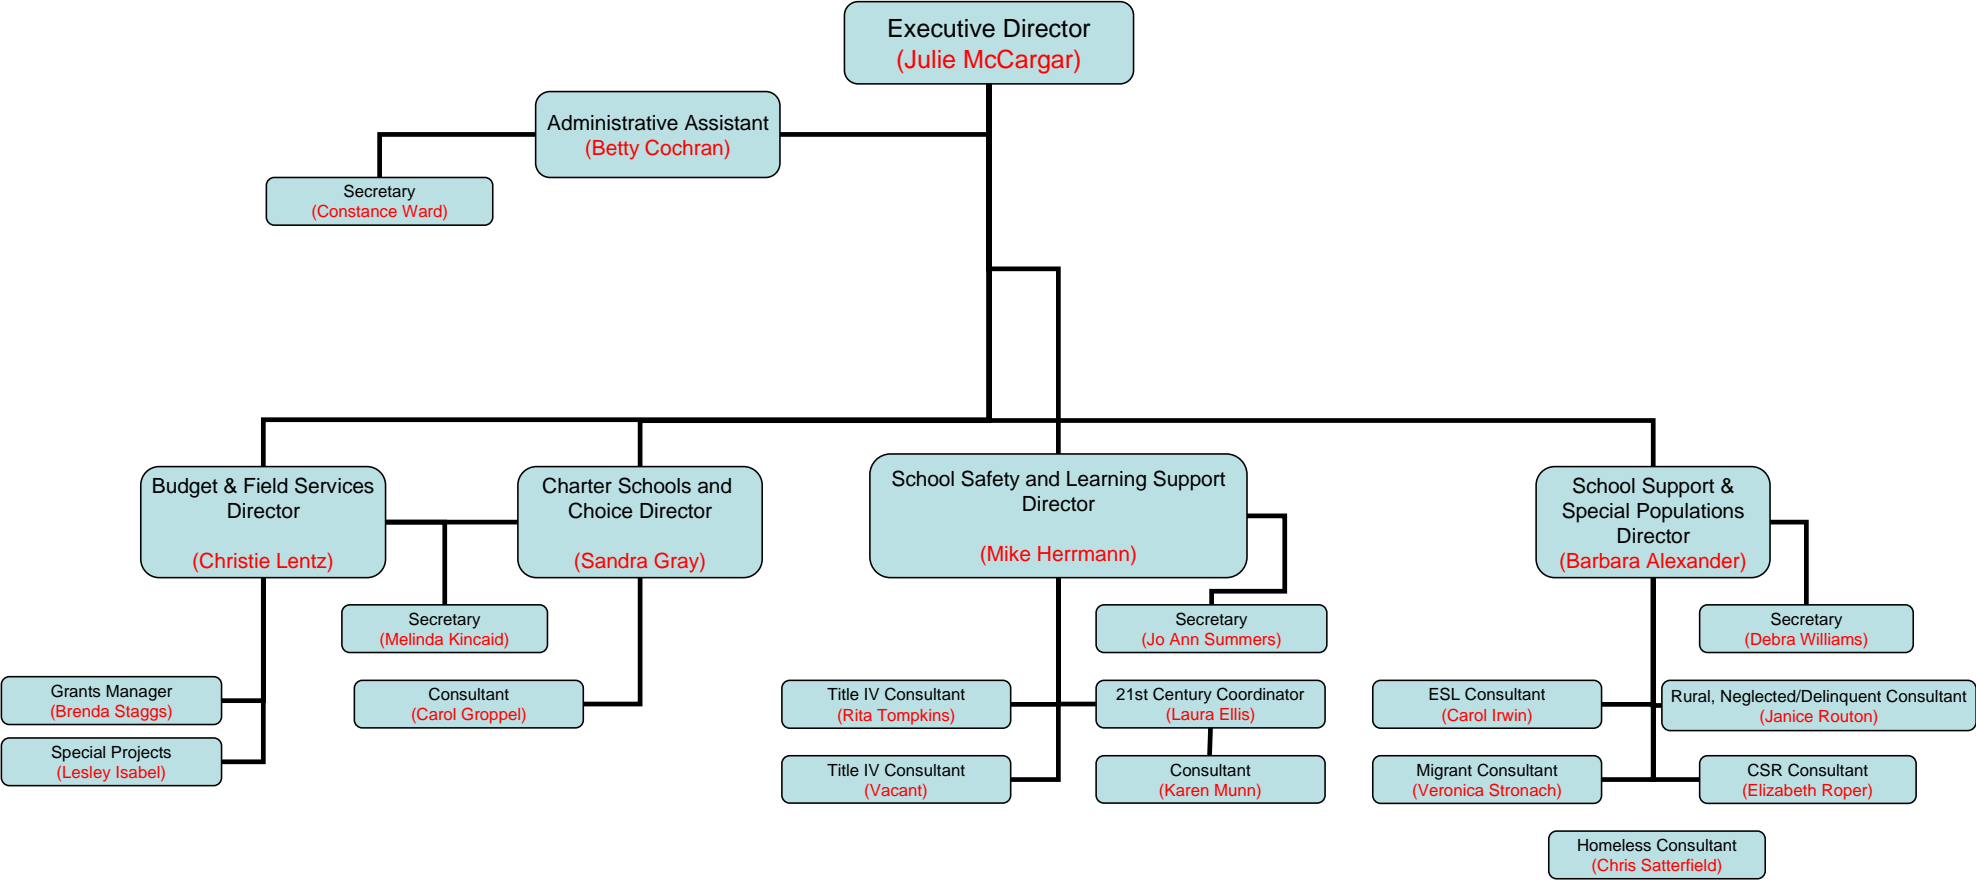 Executive Director
(Julie McCargar)
Administrative Assistant
(Betty Cochran)
Secretary
(Constance Ward)
Budget & Field Services
Director
(Christie Lentz)
Charter Schools and
Choice Director
(Sandra Gray)
School Safety and Learning Support
Director
(Mike Herrmann)
School Support &
Special Populations
Director
(Barbara Alexander)
Secretary
(Melinda Kincaid)
Secretary
(Jo Ann Summers)
Secretary
(Debra Williams)
Grants Manager
(Brenda Staggs)
Consultant
(Carol Groppel)
Title IV Consultant
(Rita Tompkins)
21st Century Coordinator
(Laura Ellis)
ESL Consultant
(Carol Irwin)
Rural, Neglected/Delinquent Consultant
(Janice Routon)
Special Projects
(Lesley Isabel)
Title IV Consultant
(Vacant)
Consultant
(Karen Munn)
Migrant Consultant
(Veronica Stronach)
CSR Consultant
(Elizabeth Roper)
Homeless Consultant
(Chris Satterfield)